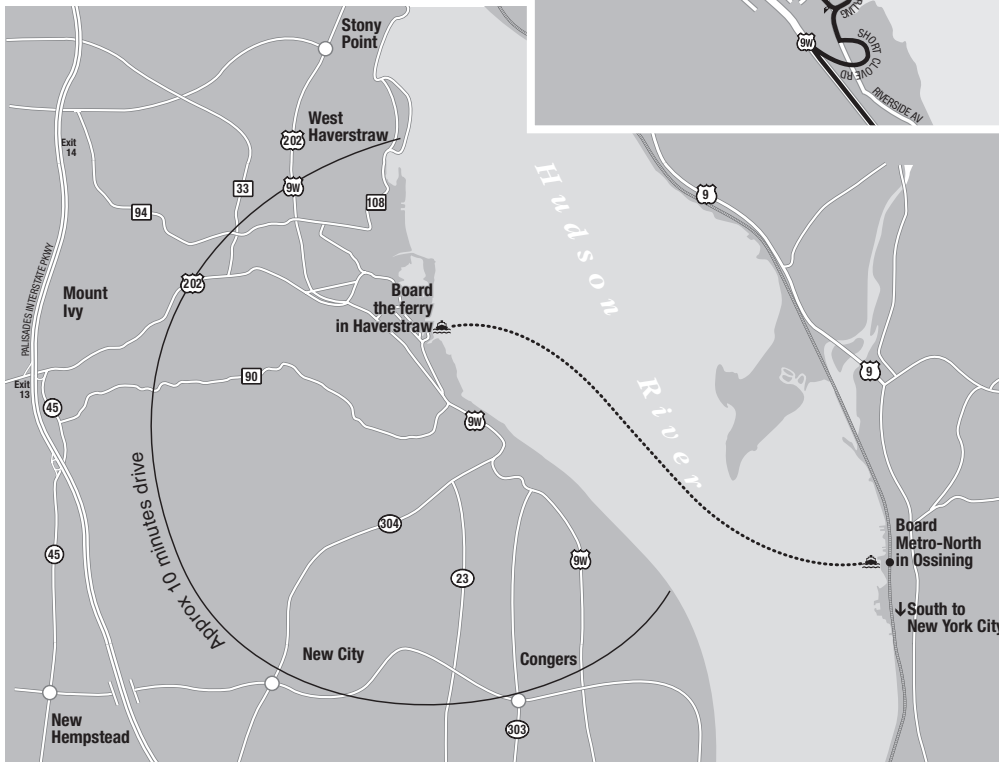 Stony
Point
9W
SHORT CLOVE RD
RIVERSIDE AV
West
Haverstraw
202
Exit
14
9W
33
108
94
9
Hudson
River
PALISADES INTERSTATE PKWY
202
Mount
Ivy
Board
the ferry
in Haverstraw
Exit
13
90
9
45
9W
Approx 10 minutes drive
304
Board
Metro-North
in Ossining
45
9W
23
South to
New York City
New City
Congers
New
Hempstead
303